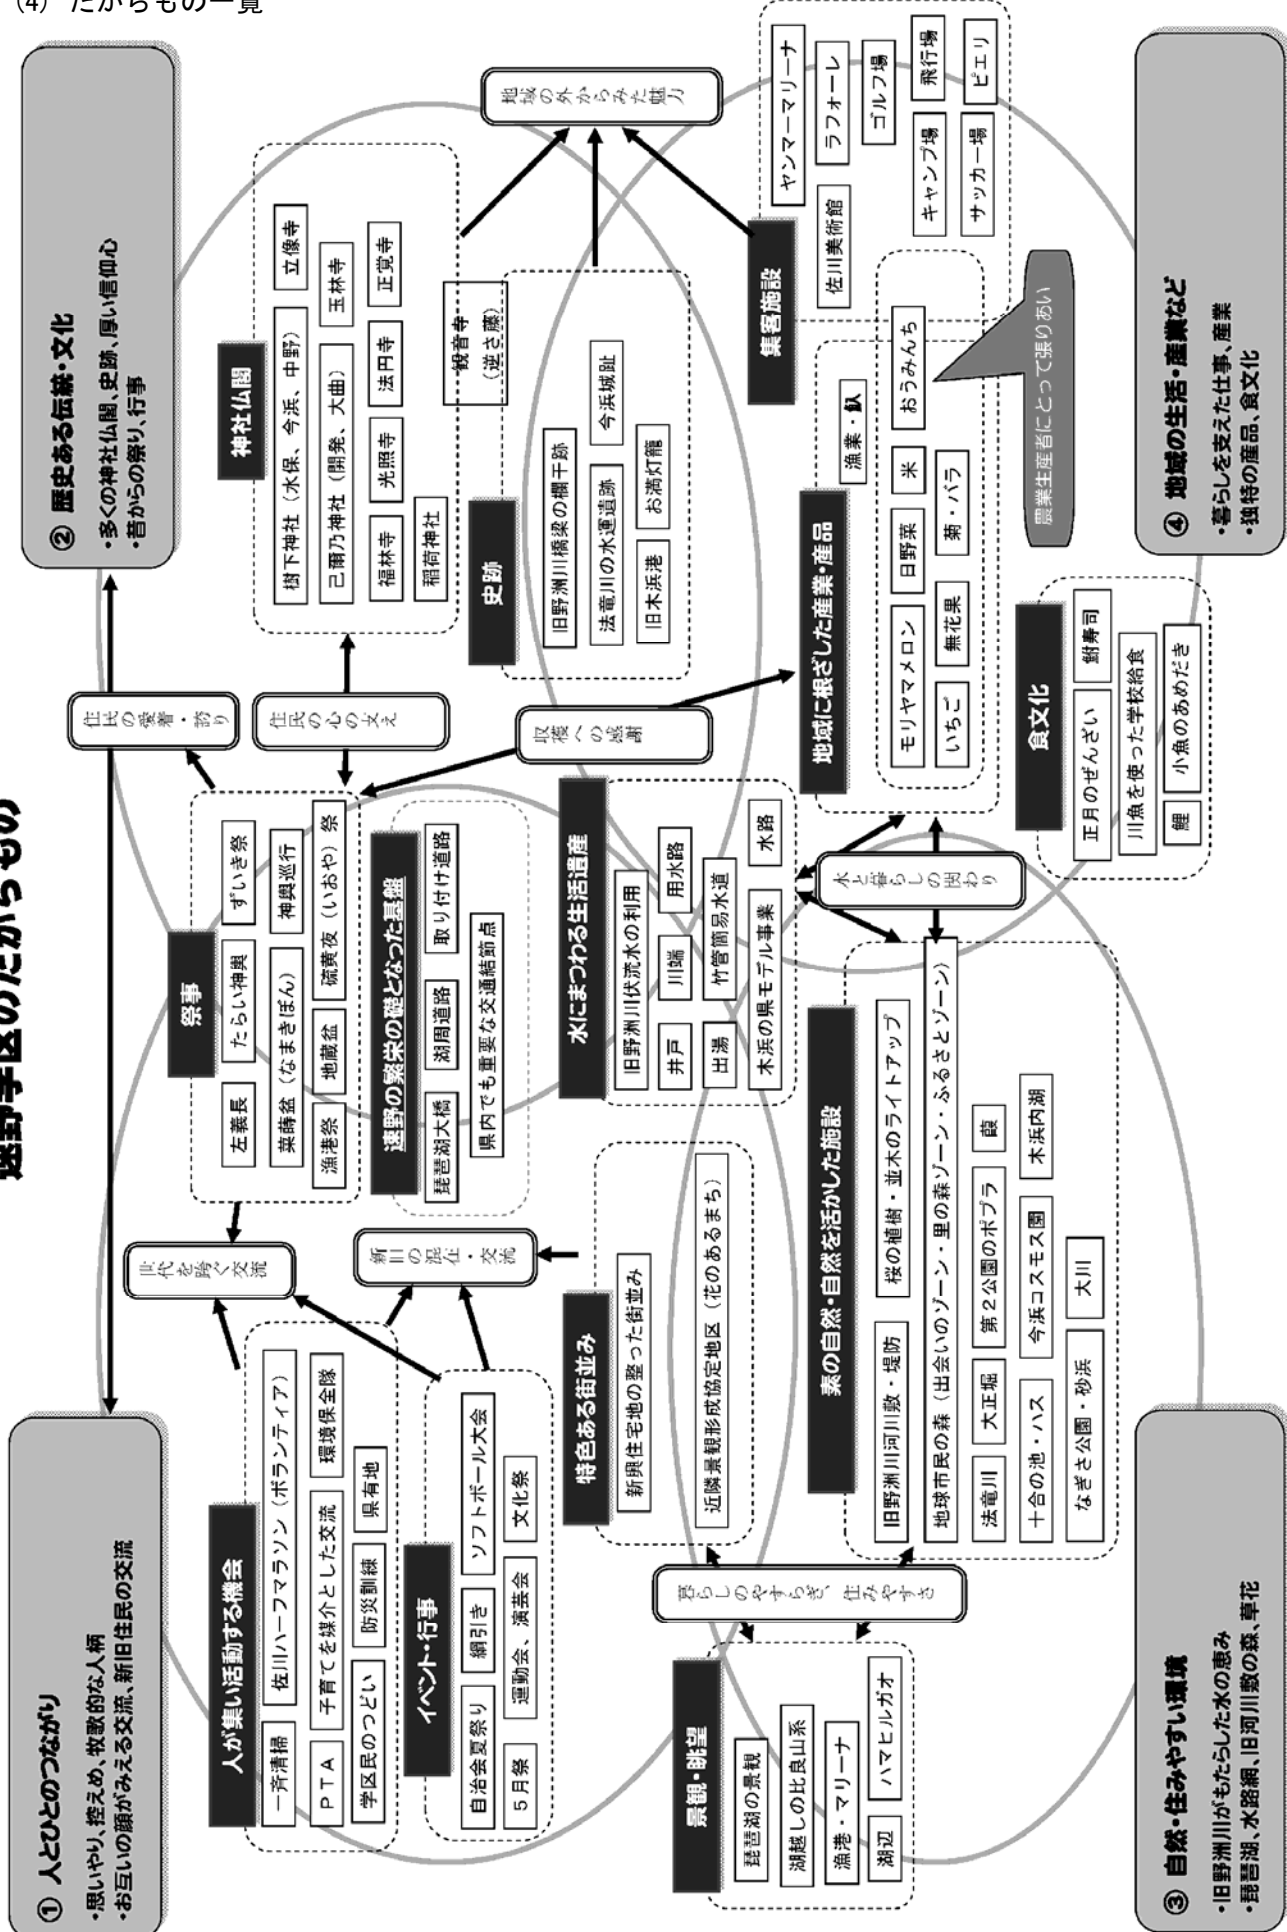 (4) たからもの一覧
速野学区のたからもの
① 人とひとのつながり
・思いやり、控えめ、牧歌的な人柄
・お互いの顔がみえる交流、新旧住民の交流
住民の愛着・誇り
② 歴史ある伝統・文化
・多くの神社仏閣、史跡、厚い信仰心
・昔からの祭り、行事
人が集い活動する機会
一斉清掃
佐川ハーフマラソン（ボランティア）
PTA
子育てを媒介とした交流
環境保全隊
学区民のつどい
防災訓練
県有地
イベント・行事
自治会夏祭り
綱引き
ソフトボール大会
5月祭
運動会、演芸会
文化祭
世代を跨ぐ交流
新旧の混在・交流
祭事
左義長
たらい神輿
ずいき祭
菜蒔盆（なまきぼん）
神輿巡行
漁港祭
地蔵盆
硫黄夜（いおや）祭
速野の繁栄の礎となった基盤
琵琶湖大橋
湖周道路
取り付け道路
県内でも重要な交通結節点
住民の心の支え
収穫への感謝
神社仏閣
樹下神社（水保、今浜、中野）
立像寺
己爾乃神社（開発、大曲）
玉林寺
福林寺
光照寺
法円寺
正覚寺
稲荷神社
観音寺
（逆さ藤）
史跡
旧野洲川橋梁の欄干跡
法竜川の水運遺跡
今浜城趾
旧木浜港
お満灯籠
地域の外からみた魅力
特色ある街並み
新興住宅地の整った街並み
近隣景観形成協定地区（花のあるまち）
水にまつわる生活遺産
旧野洲川伏流水の利用
井戸
川端
用水路
出湯
竹管簡易水道
木浜の県モデル事業
水路
集客施設
佐川美術館
ヤンマーマリーナ
ラフォーレ
ゴルフ場
キャンプ場
飛行場
サッカー場
ピエリ
地域に根ざした産業・産品
漁業・魞
モリヤマメロン
日野菜
米
おうみんち
いちご
無花果
菊・バラ
農業生産者にとって張りあい
暮らしのやすらぎ、住みやすさ
水と暮らしの関わり
景観・眺望
琵琶湖の景観
湖越しの比良山系
漁港・マリーナ
湖辺
ハマヒルガオ
素の自然・自然を活かした施設
旧野洲川河川敷・堤防
桜の植樹・並木のライトアップ
地球市民の森（出会いのゾーン・里の森ゾーン・ふるさとゾーン）
法竜川
大正堀
第2公園のポプラ
葭
十合の池・ハス
今浜コスモス園
木浜内湖
なぎさ公園・砂浜
大川
食文化
正月のぜんざい
鮒寿司
川魚を使った学校給食
鯉
小魚のあめだき
③ 自然・住みやすい環境
・旧野洲川がもたらした水の恵み
・琵琶湖、水路網、旧河川敷の森、草花
④ 地域の生活・産業など
・暮らしを支えた仕事、産業
・独特の産品、食文化